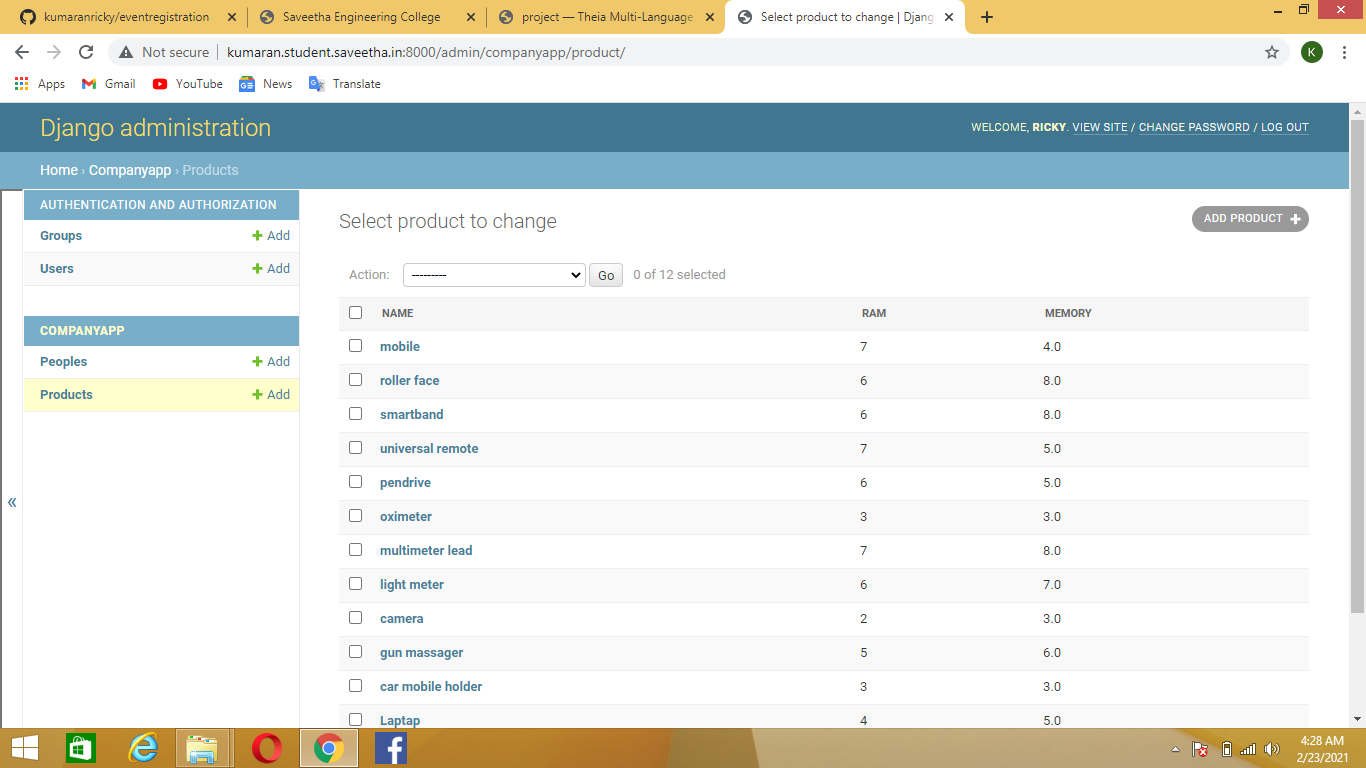 kumaranricky/eventregistration
Saveetha Engineering College
project — Theia Multi-Language
Select product to change | Djang
Not secure
kumaran.student.saveetha.in:8000/admin/companyapp/product/
K
Apps
Gmail
YouTube
News
Translate
Django administration
WELCOME, RICKY. VIEW SITE / CHANGE PASSWORD / LOG OUT
Home › Companyapp › Products
AUTHENTICATION AND AUTHORIZATION
Groups + Add
Users + Add
COMPANYAPP
Peoples + Add
Products + Add
«
Select product to change
ADD PRODUCT +
Action: --------- Go 0 of 12 selected
NAME RAM MEMORY
mobile 7 4.0
roller face 6 8.0
smartband 6 8.0
universal remote 7 5.0
pendrive 6 5.0
oximeter 3 3.0
multimeter lead 7 8.0
light meter 6 7.0
camera 2 3.0
gun massager 5 6.0
car mobile holder 3 3.0
Laptap 4 5.0
4:28 AM
2/23/2021